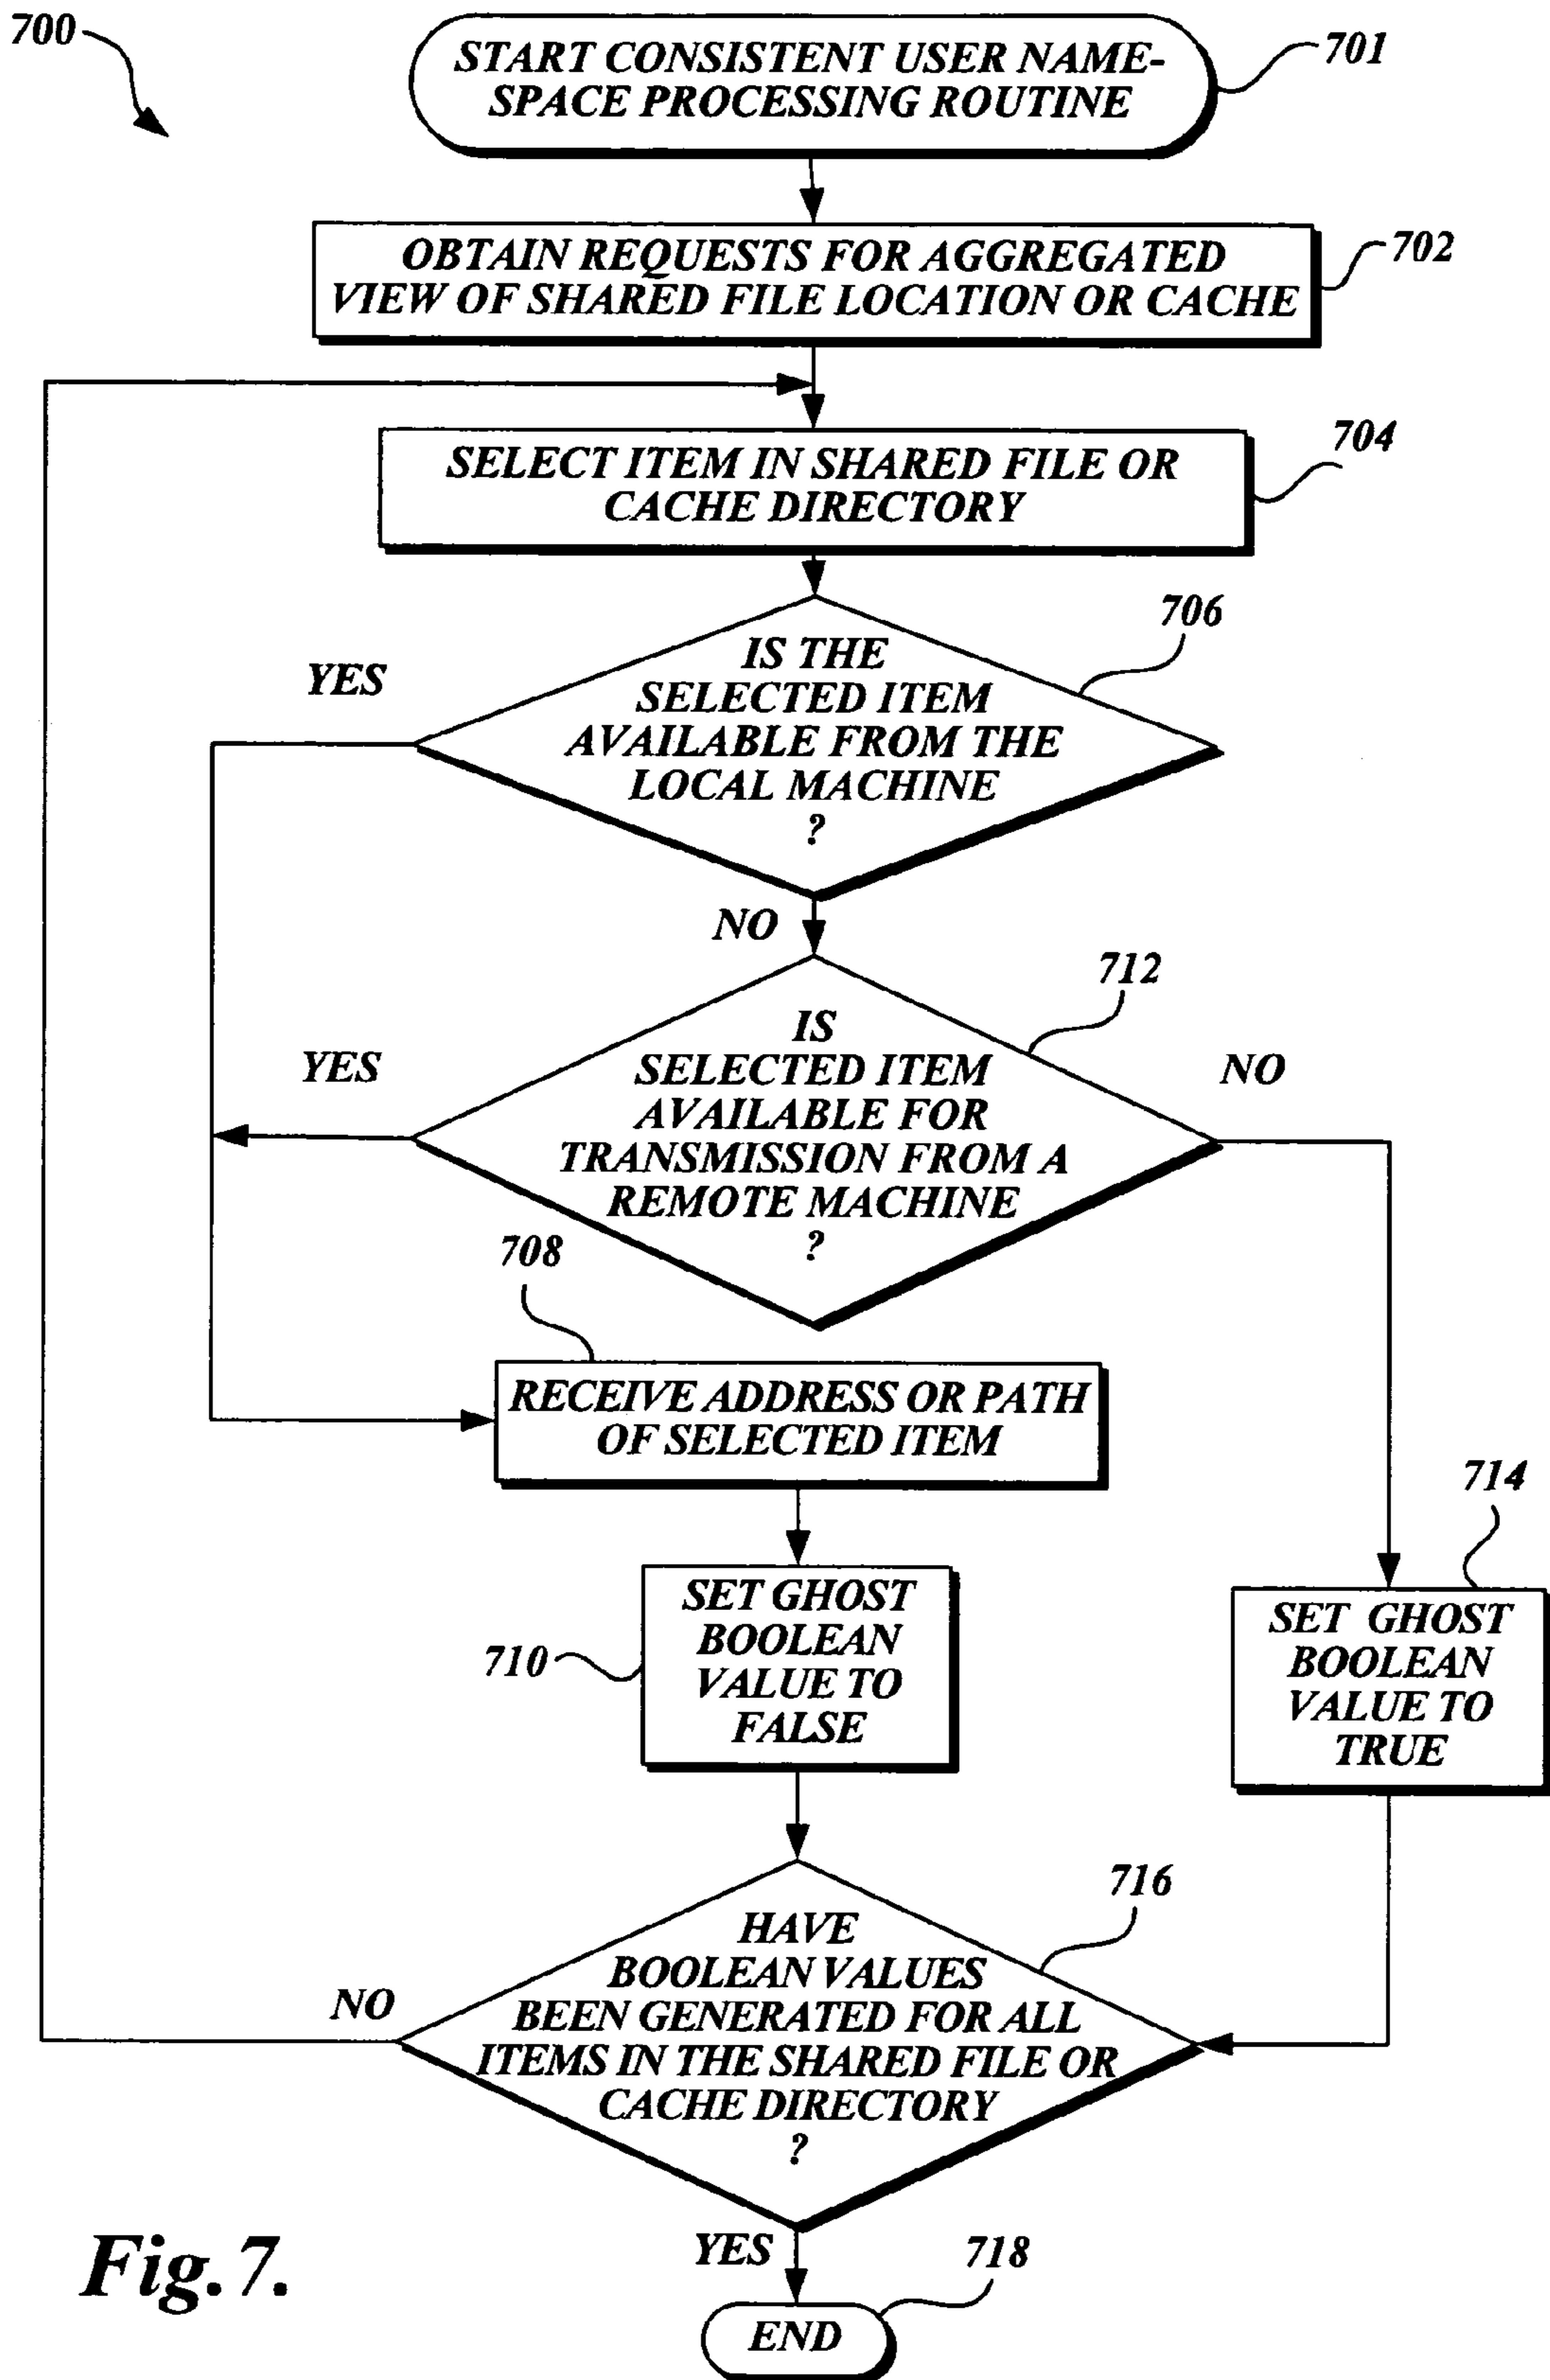 700
START CONSISTENT USER NAME-
SPACE PROCESSING ROUTINE
701
OBTAIN REQUESTS FOR AGGREGATED
VIEW OF SHARED FILE LOCATION OR CACHE
702
SELECT ITEM IN SHARED FILE OR
CACHE DIRECTORY
704
706
IS THE
SELECTED ITEM
AVAILABLE FROM THE
LOCAL MACHINE
?
YES
NO
712
IS
SELECTED ITEM
AVAILABLE FOR
TRANSMISSION FROM A
REMOTE MACHINE
?
YES
NO
708
RECEIVE ADDRESS OR PATH
OF SELECTED ITEM
710
SET GHOST
BOOLEAN
VALUE TO
FALSE
714
SET GHOST
BOOLEAN
VALUE TO
TRUE
716
HAVE
BOOLEAN VALUES
BEEN GENERATED FOR ALL
ITEMS IN THE SHARED FILE OR
CACHE DIRECTORY
?
NO
YES
718
END
Fig. 7.